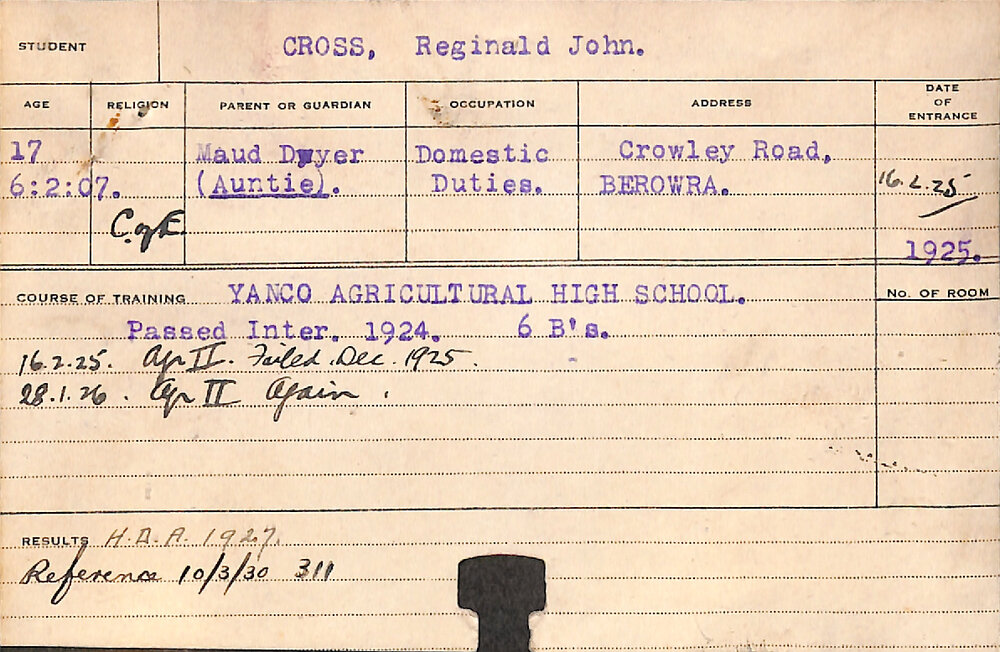 STUDENT CROSS, Reginald John.
AGE RELIGION PARENT OR GUARDIAN OCCUPATION ADDRESS DATE OF ENTRANCE
17 Maud Dwyer Domestic Crowley Road,
6:2:07. (Auntie). Duties. BEROWRA. 16.2.25
C of E.
1925.
COURSE OF TRAINING YANCO AGRICULTURAL HIGH SCHOOL. No. OF ROOM
Passed Inter. 1924. 6 B's.
16.2.25. Agr II. Failed Dec. 1925.
28.1.26. Agr II Again.
RESULTS H.D.A. 1927.
Reference 10/3/30 311